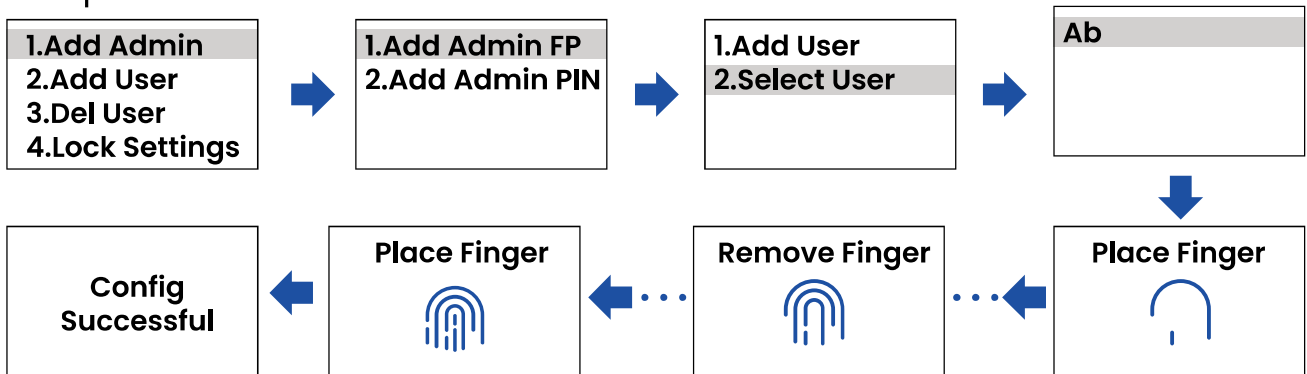 1.Add Admin
2.Add User
3.Del User
4.Lock Settings
1.Add Admin FP
2.Add Admin PIN
1.Add User
2.Select User
Ab
Place Finger
Remove Finger
Place Finger
Config
Successful